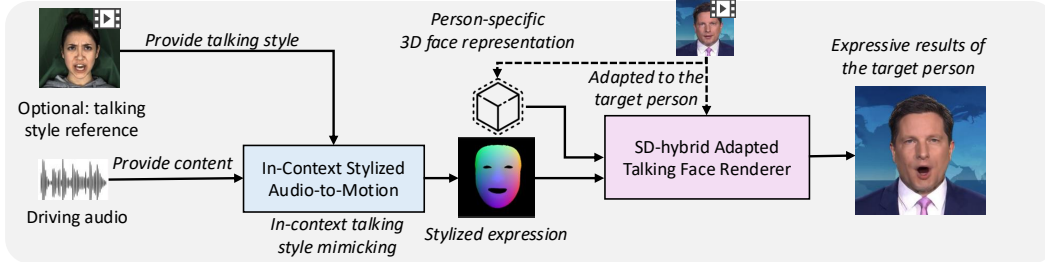 Provide talking style
Optional: talking
style reference
Provide content
Driving audio
In-Context Stylized
Audio-to-Motion
In-context talking
style mimicking
Person-specific
3D face representation
Adapted to the
target person
Stylized expression
SD-hybrid Adapted
Talking Face Renderer
Expressive results of
the target person